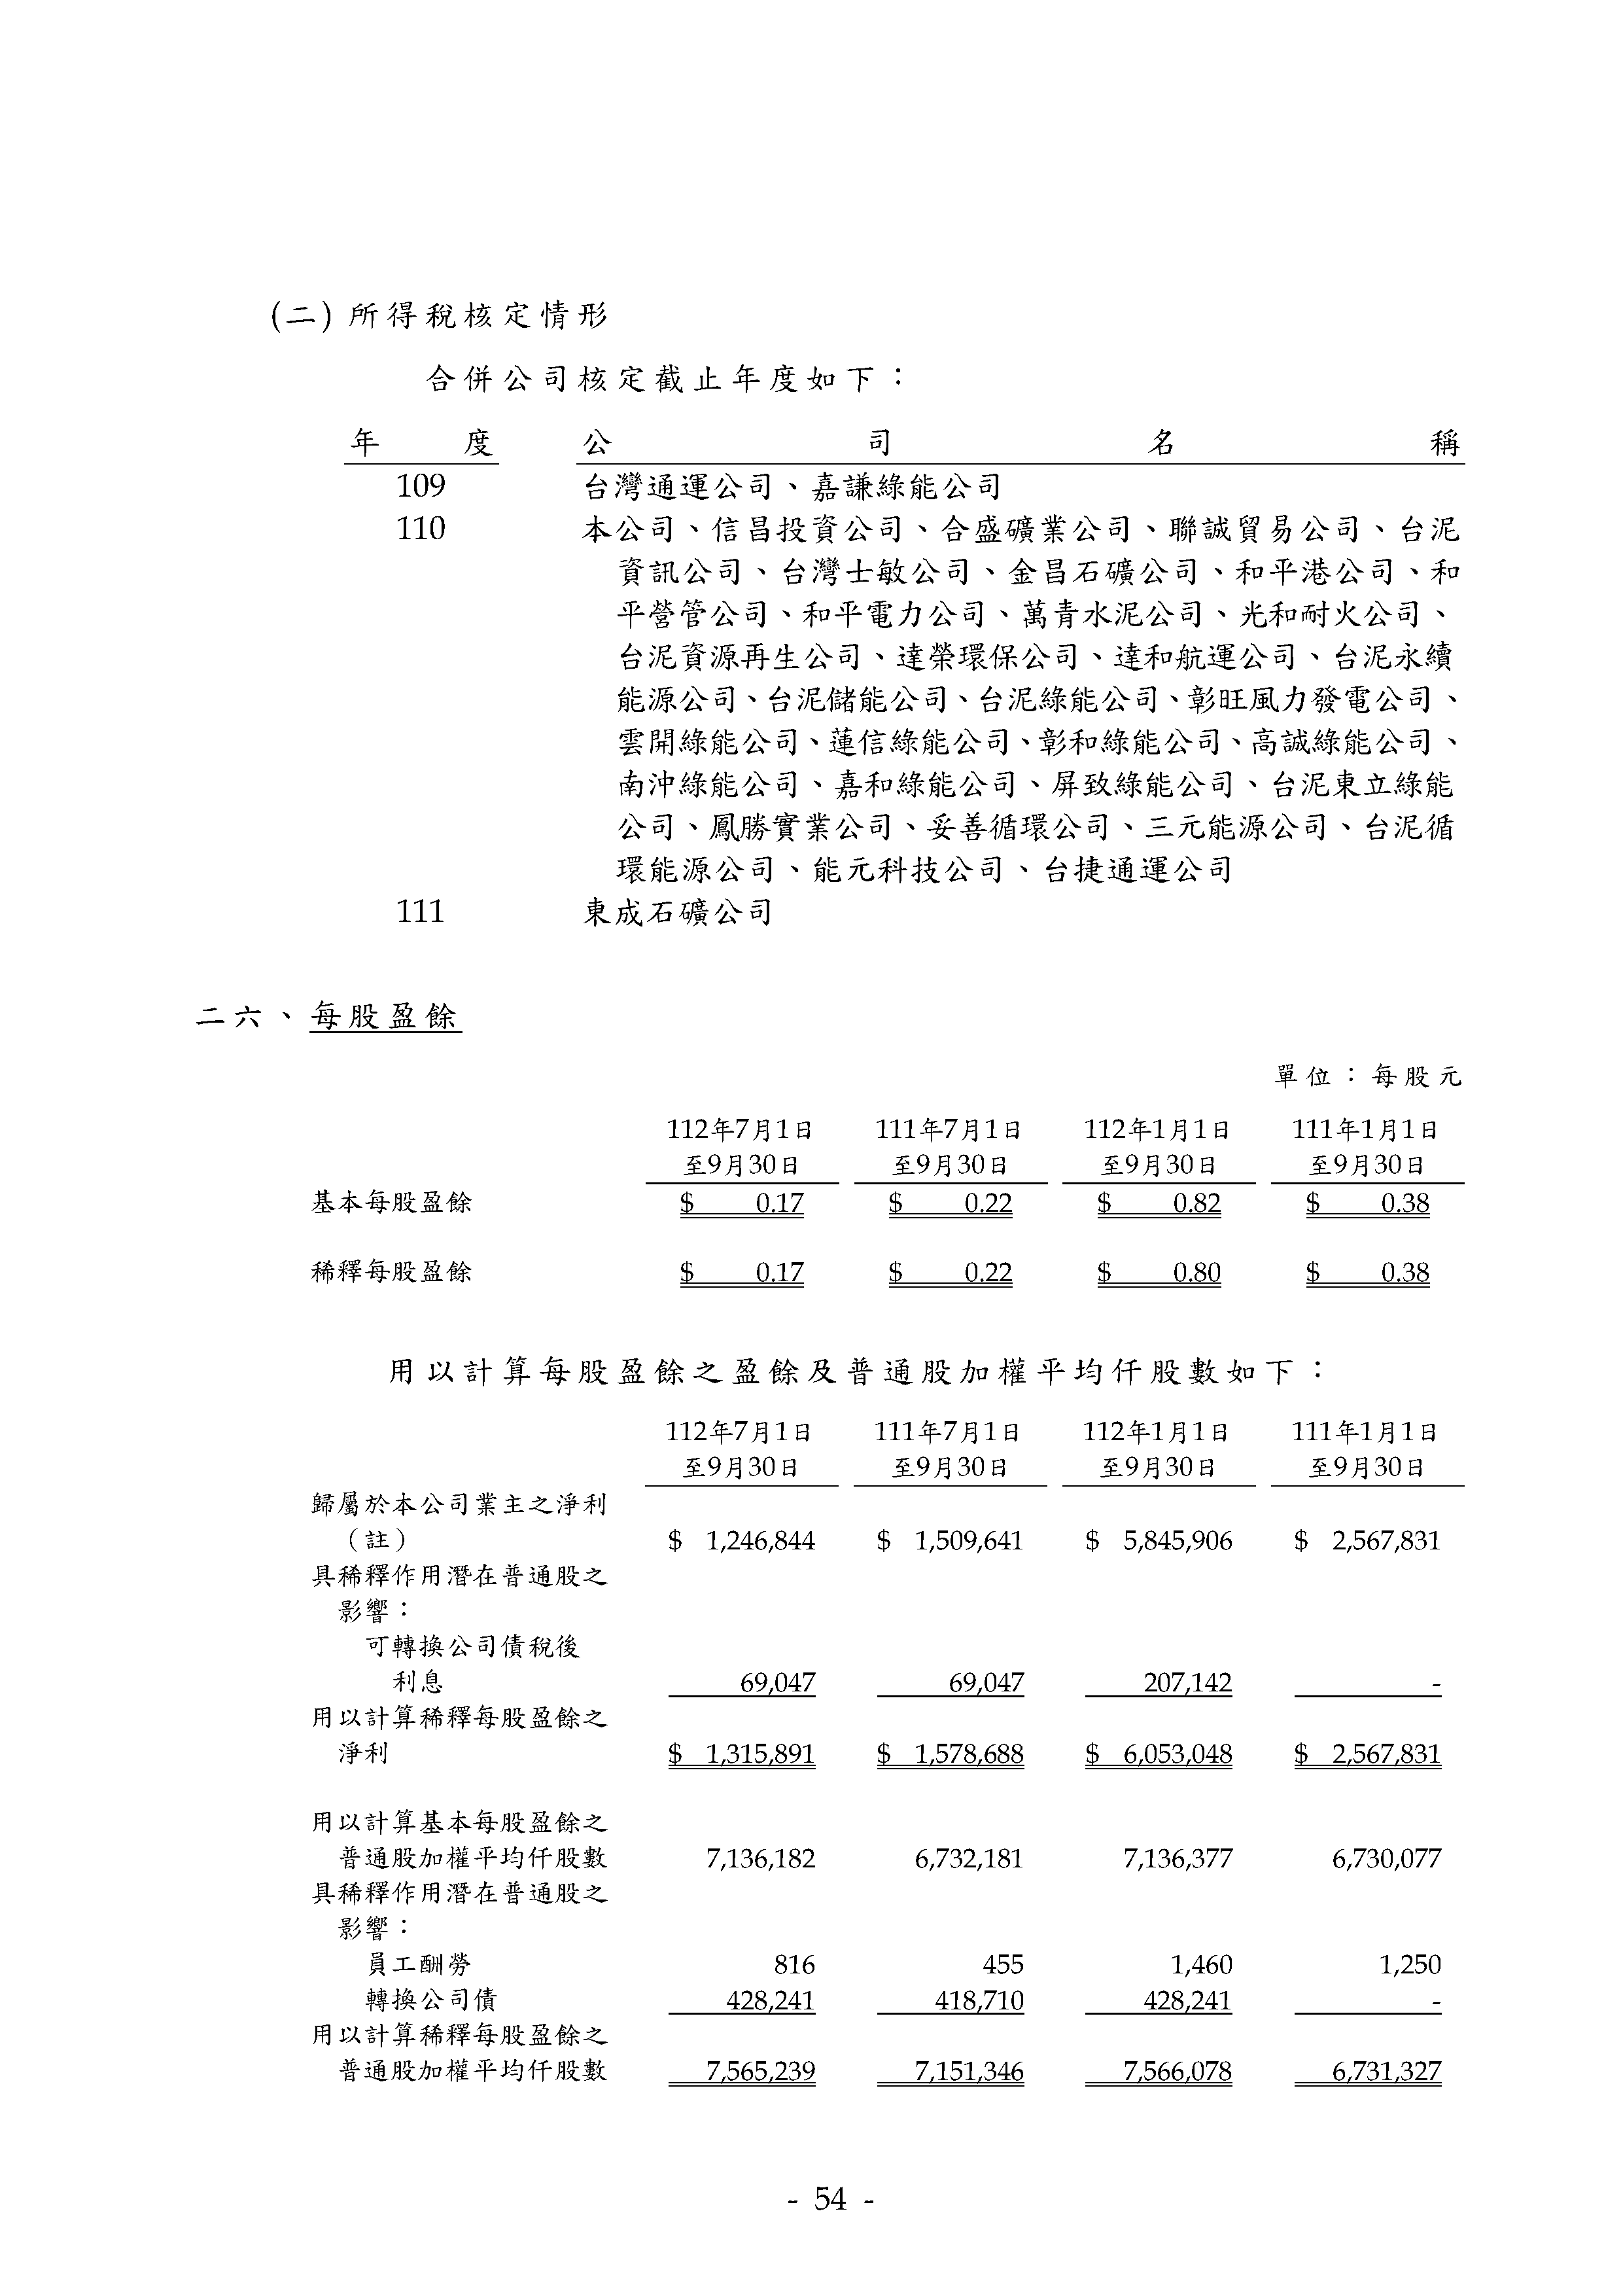 (二) 所得稅核定情形
合併公司核定截止年度如下：
年 度 公 司 名 稱
109 台灣通運公司、嘉謙綠能公司
110 本公司、信昌投資公司、合盛礦業公司、聯誠貿易公司、台泥
資訊公司、台灣士敏公司、金昌石礦公司、和平港公司、和
平營管公司、和平電力公司、萬青水泥公司、光和耐火公司、
台泥資源再生公司、達榮環保公司、達和航運公司、台泥永續
能源公司、台泥儲能公司、台泥綠能公司、彰旺風力發電公司、
雲開綠能公司、蓮信綠能公司、彰和綠能公司、高誠綠能公司、
南沖綠能公司、嘉和綠能公司、屏致綠能公司、台泥東立綠能
公司、鳳勝實業公司、妥善循環公司、三元能源公司、台泥循
環能源公司、能元科技公司、台捷通運公司
111 東成石礦公司
二六、每股盈餘
單位：每股元
112年7月1日 111年7月1日 112年1月1日 111年1月1日
至9月30日 至9月30日 至9月30日 至9月30日
基本每股盈餘 $ 0.17 $ 0.22 $ 0.82 $ 0.38
稀釋每股盈餘 $ 0.17 $ 0.22 $ 0.80 $ 0.38
用以計算每股盈餘之盈餘及普通股加權平均仟股數如下：
112年7月1日 111年7月1日 112年1月1日 111年1月1日
至9月30日 至9月30日 至9月30日 至9月30日
歸屬於本公司業主之淨利
（註） $ 1,246,844 $ 1,509,641 $ 5,845,906 $ 2,567,831
具稀釋作用潛在普通股之
影響：
可轉換公司債稅後
利息 69,047 69,047 207,142 -
用以計算稀釋每股盈餘之
淨利 $ 1,315,891 $ 1,578,688 $ 6,053,048 $ 2,567,831
用以計算基本每股盈餘之
普通股加權平均仟股數 7,136,182 6,732,181 7,136,377 6,730,077
具稀釋作用潛在普通股之
影響：
員工酬勞 816 455 1,460 1,250
轉換公司債 428,241 418,710 428,241 -
用以計算稀釋每股盈餘之
普通股加權平均仟股數 7,565,239 7,151,346 7,566,078 6,731,327
- 54 -